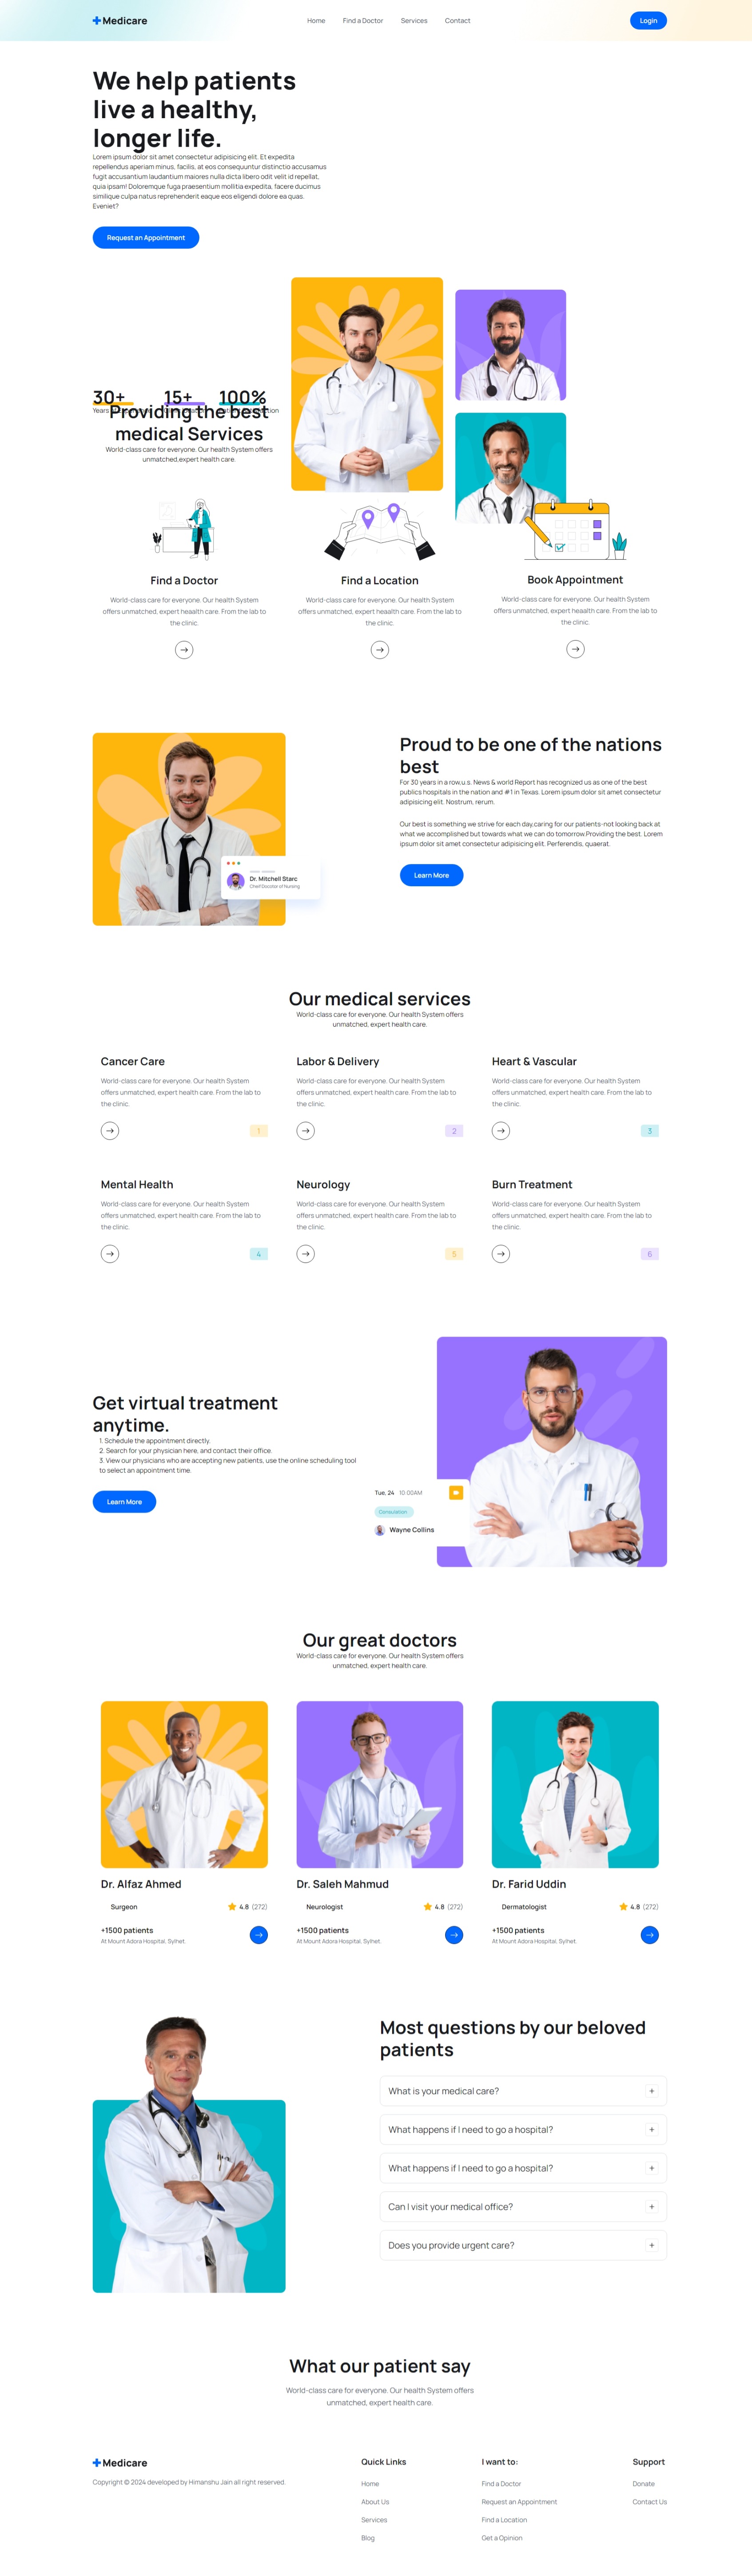 Medicare
Home
Find a Doctor
Services
Contact
Login
We help patients
live a healthy,
longer life.
Lorem ipsum dolor sit amet consectetur adipisicing elit. Et expedita
repellendus aperiam minus, facilis, at eos consequuntur distinctio accusamus
fugit accusantium laudantium maiores nulla dicta libero odit velit id repellat,
quia ipsam! Doloremque fuga praesentium mollitia expedita, facere ducimus
similique culpa natus reprehenderit eaque eos eligendi dolore ea quas.
Eveniet?
Request an Appointment
30+
15+
100%
Years
Providing the best
medical Services
World-class care for everyone. Our health System offers
unmatched,expert health care.
Find a Doctor
World-class care for everyone. Our Health System
offers unmatched, expert heaalth care. From the lab to
the clinic.
Find a Location
World-class care for everyone. Our Health System
offers unmatched, expert heaalth care. From the lab to
the clinic.
Book Appointment
World-class care for everyone. Our Health System
offers unmatched, expert heaalth care. From the lab to
the clinic.
Proud to be one of the nations
best
For 30 years in a row,u.s. News & world Report has recognized us as one of the best
publics hospitals in the nation and #1 in Texas. Lorem ipsum dolor sit amet consectetur
adipisicing elit. Nostrum, rerum.
Our best is something we strive for each day,caring for our patients-not looking back at
what we accomplished but towards what we can do tomorrow.Providing the best. Lorem
ipsum dolor sit amet consectetur adipisicing elit. Perferendis, quaerat.
Learn More
Dr. Mitchell Starc
Chief Docotor of Nursing
Our medical services
World-class care for everyone. Our health System offers
unmatched, expert health care.
Cancer Care
World-class care for everyone. Our health System
offers unmatched, expert health care. From the lab to
the clinic.
1
Labor & Delivery
World-class care for everyone. Our health System
offers unmatched, expert health care. From the lab to
the clinic.
2
Heart & Vascular
World-class care for everyone. Our health System
offers unmatched, expert health care. From the lab to
the clinic.
3
Mental Health
World-class care for everyone. Our health System
offers unmatched, expert health care. From the lab to
the clinic.
4
Neurology
World-class care for everyone. Our health System
offers unmatched, expert health care. From the lab to
the clinic.
5
Burn Treatment
World-class care for everyone. Our health System
offers unmatched, expert health care. From the lab to
the clinic.
6
Get virtual treatment
anytime.
1. Schedule the appointment directly.
2. Search for your physician here, and contact their office.
3. View our physicians who are accepting new patients, use the online scheduling tool
to select an appointment time.
Learn More
Tue, 24 10:00AM
Consulation
Wayne Collins
Our great doctors
World-class care for everyone. Our health System offers
unmatched, expert health care.
Dr. Alfaz Ahmed
Surgeon
4.8 (272)
+1500 patients
At Mount Adora Hospital, Sylhet.
Dr. Saleh Mahmud
Neurologist
4.8 (272)
+1500 patients
At Mount Adora Hospital, Sylhet.
Dr. Farid Uddin
Dermatologist
4.8 (272)
+1500 patients
At Mount Adora Hospital, Sylhet.
Most questions by our beloved
patients
What is your medical care?
What happens if I need to go a hospital?
What happens if I need to go a hospital?
Can I visit your medical office?
Does you provide urgent care?
What our patient say
World-class care for everyone. Our health System offers
unmatched, expert health care.
Medicare
Copyright © 2024 developed by Himanshu Jain all right reserved.
Quick Links
Home
About Us
Services
Blog
I want to:
Find a Doctor
Request an Appointment
Find a Location
Get a Opinion
Support
Donate
Contact Us